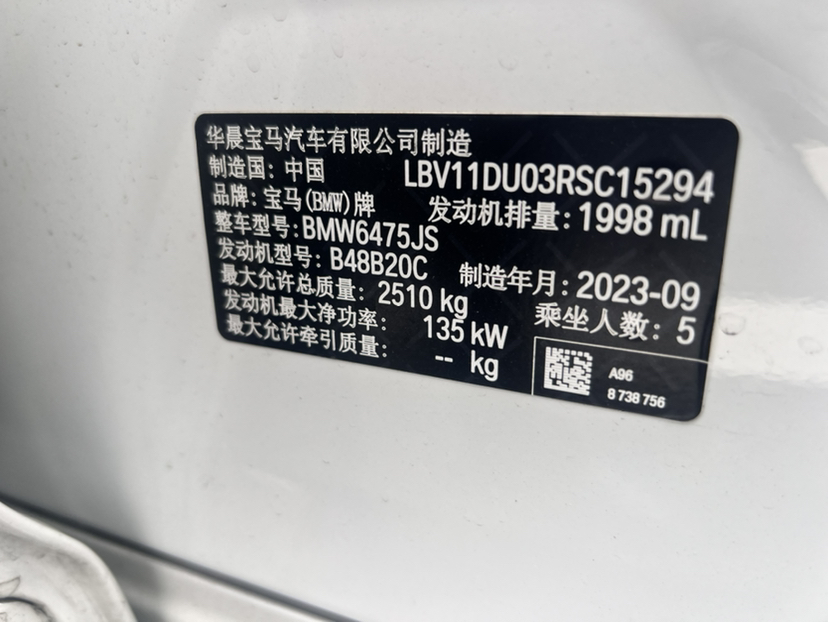 华晨宝马汽车有限公司制造
制造国: 中国 LBV11DU03RSC15294
品牌: 宝马(BMW)牌 发动机排量: 1998 mL
整车型号: BMW6475JS
发动机型号: B48B20C 制造年月: 2023-09
最大允许总质量: 2510 kg 乘坐人数: 5
发动机最大净功率: 135 kW
最大允许牵引质量: -- kg
A96
8 738 756